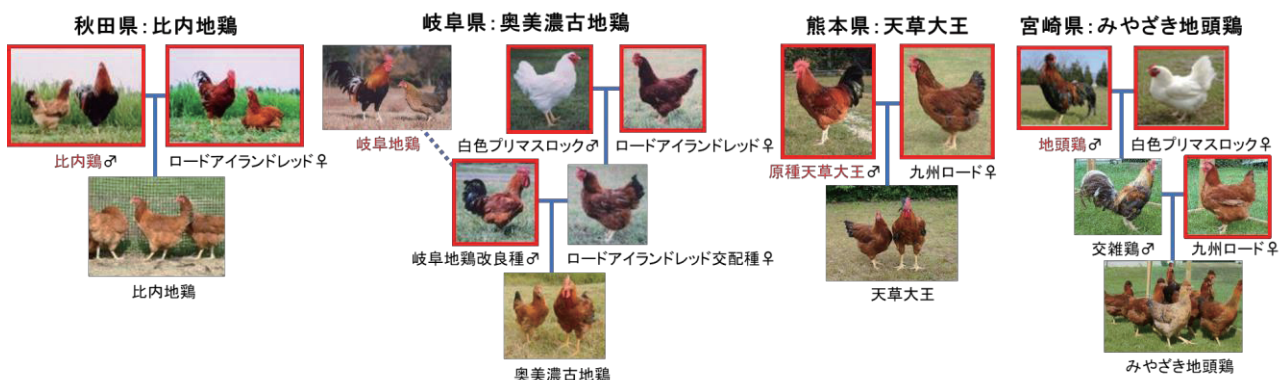 秋田県：比内地鶏
比内鶏♂
ロードアイランドレッド♀
比内地鶏
岐阜県：奥美濃古地鶏
岐阜地鶏
白色プリマスロック♂
ロードアイランドレッド♀
岐阜地鶏改良種♂
ロードアイランドレッド交配種♀
奥美濃古地鶏
熊本県：天草大王
原種天草大王♂
九州ロード♀
天草大王
宮崎県：みやざき地頭鶏
地頭鶏♂
白色プリマスロック♀
交雑鶏♂
九州ロード♀
みやざき地頭鶏